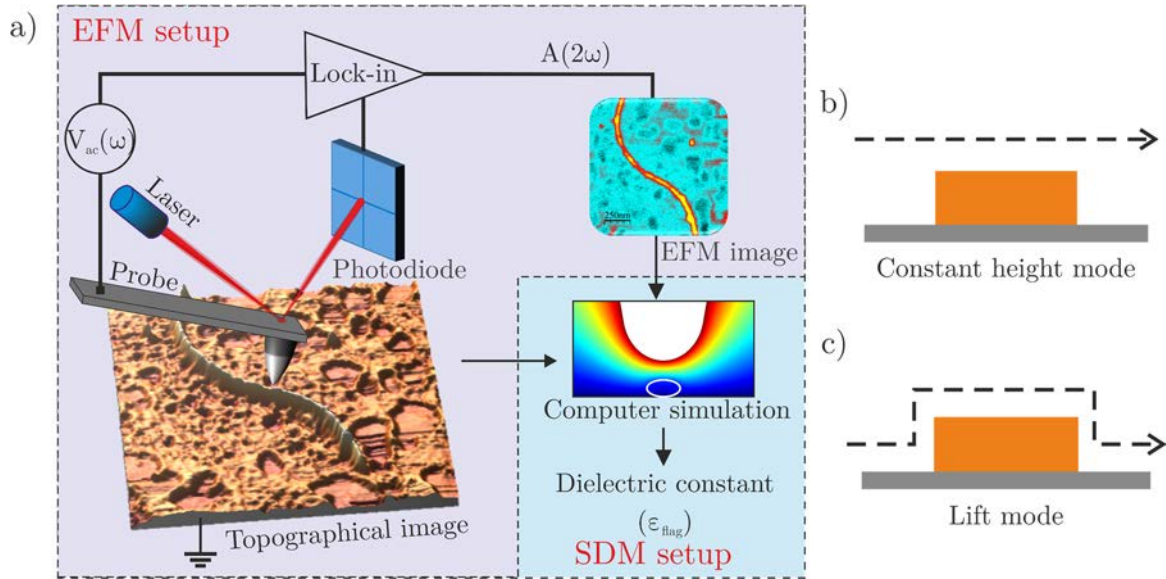 a)
EFM setup
Lock-in
A(2ω)
V_ac(ω)
Laser
Photodiode
Probe
250nm
EFM image
Topographical image
Computer simulation
Dielectric constant
(ε_flag)
SDM setup
b)
Constant height mode
c)
Lift mode